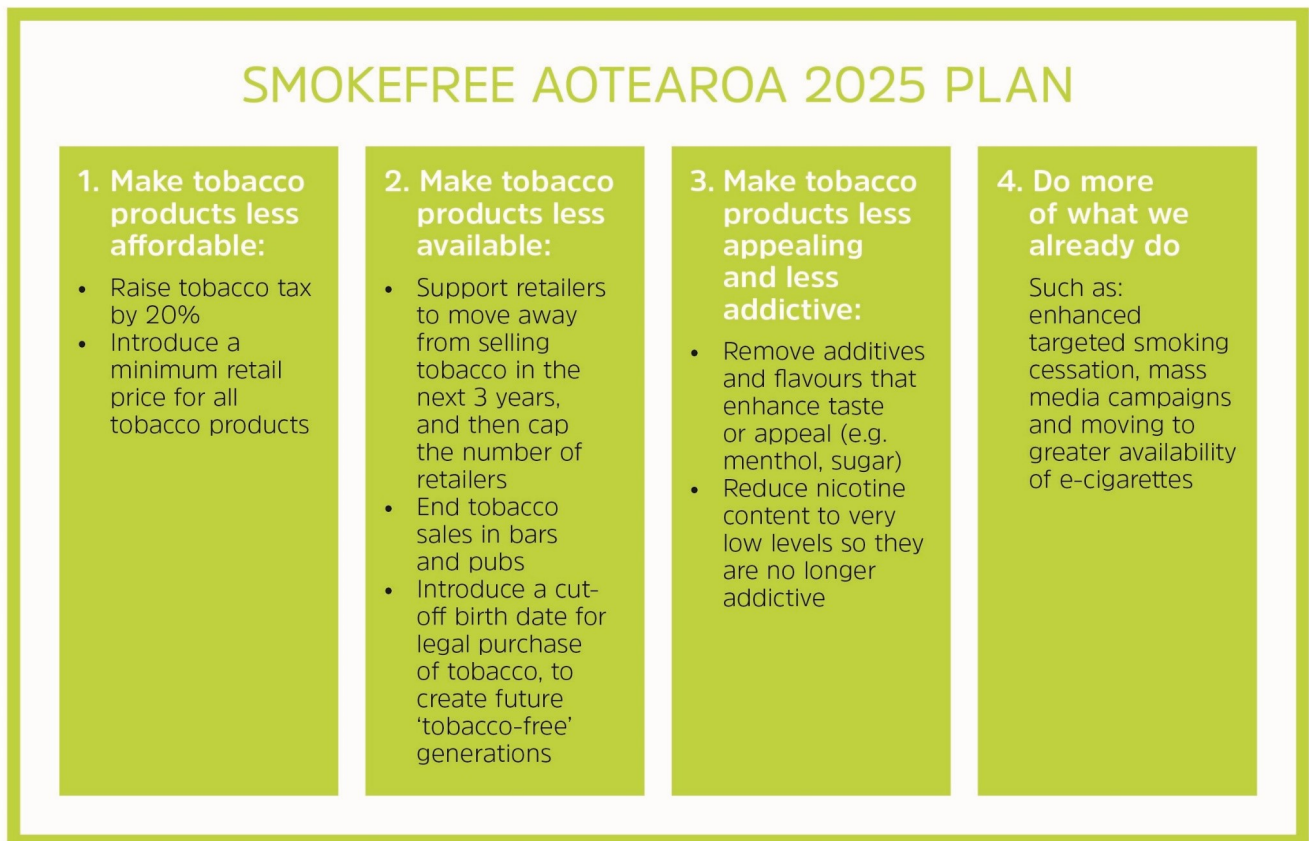 SMOKEFREE AOTEAROA 2025 PLAN
1. Make tobacco
products less
affordable:
• Raise tobacco tax
by 20%
• Introduce a
minimum retail
price for all
tobacco products
2. Make tobacco
products less
available:
• Support retailers
to move away
from selling
tobacco in the
next 3 years,
and then cap
the number of
retailers
• End tobacco
sales in bars
and pubs
• Introduce a cut-
off birth date for
legal purchase
of tobacco, to
create future
‘tobacco-free’
generations
3. Make tobacco
products less
appealing
and less
addictive:
• Remove additives
and flavours that
enhance taste
or appeal (e.g.
menthol, sugar)
• Reduce nicotine
content to very
low levels so they
are no longer
addictive
4. Do more
of what we
already do
Such as:
enhanced
targeted smoking
cessation, mass
media campaigns
and moving to
greater availability
of e-cigarettes